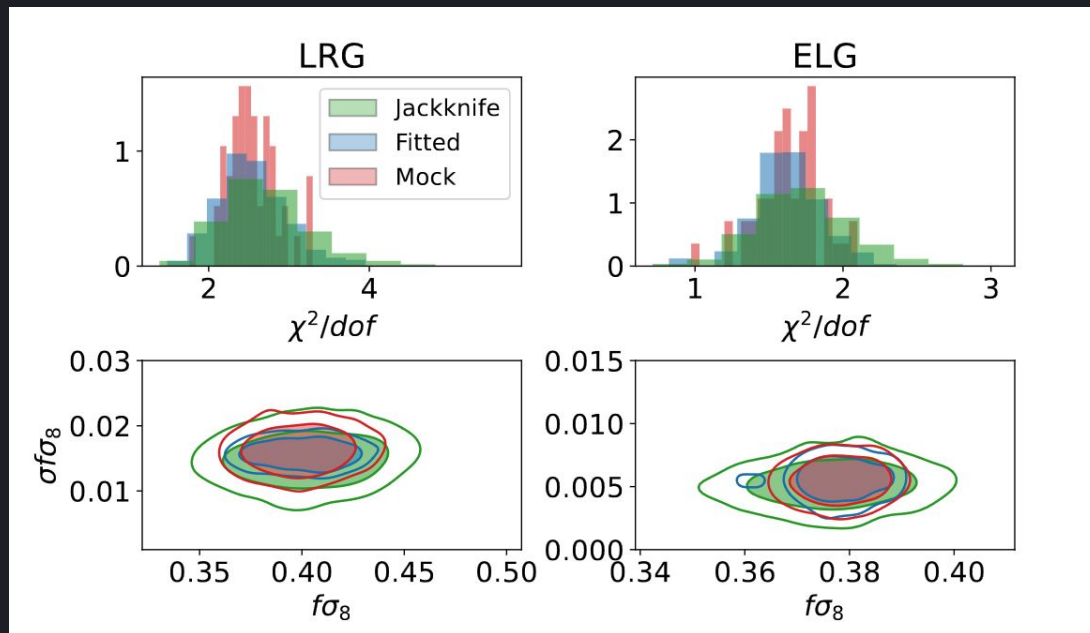 LRG
ELG
Jackknife
Fitted
Mock
1
0
2
4
χ²/dof
2
1
0
1
2
3
χ²/dof
0.03
0.02
0.01
σfσ₈
0.35
0.40
0.45
0.50
fσ₈
0.015
0.010
0.005
0.000
0.34
0.36
0.38
0.40
fσ₈